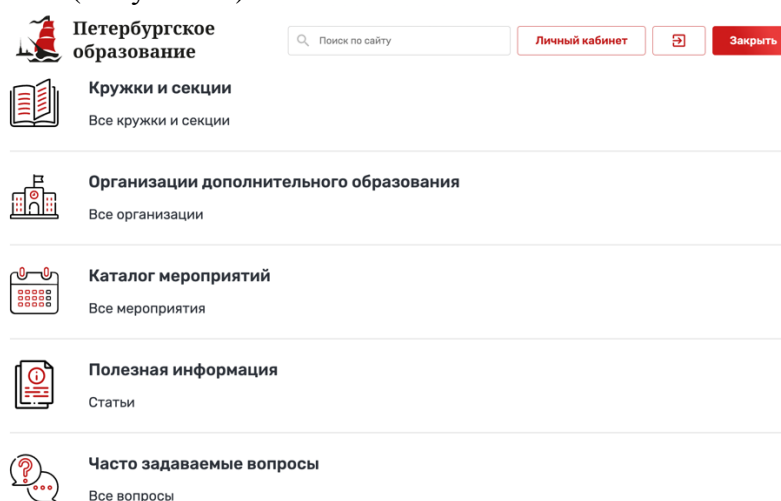 Петербургское
образование
Поиск по сайту
Личный кабинет
Закрыть
Кружки и секции
Все кружки и секции
Организации дополнительного образования
Все организации
Каталог мероприятий
Все мероприятия
Полезная информация
Статьи
Часто задаваемые вопросы
Все вопросы